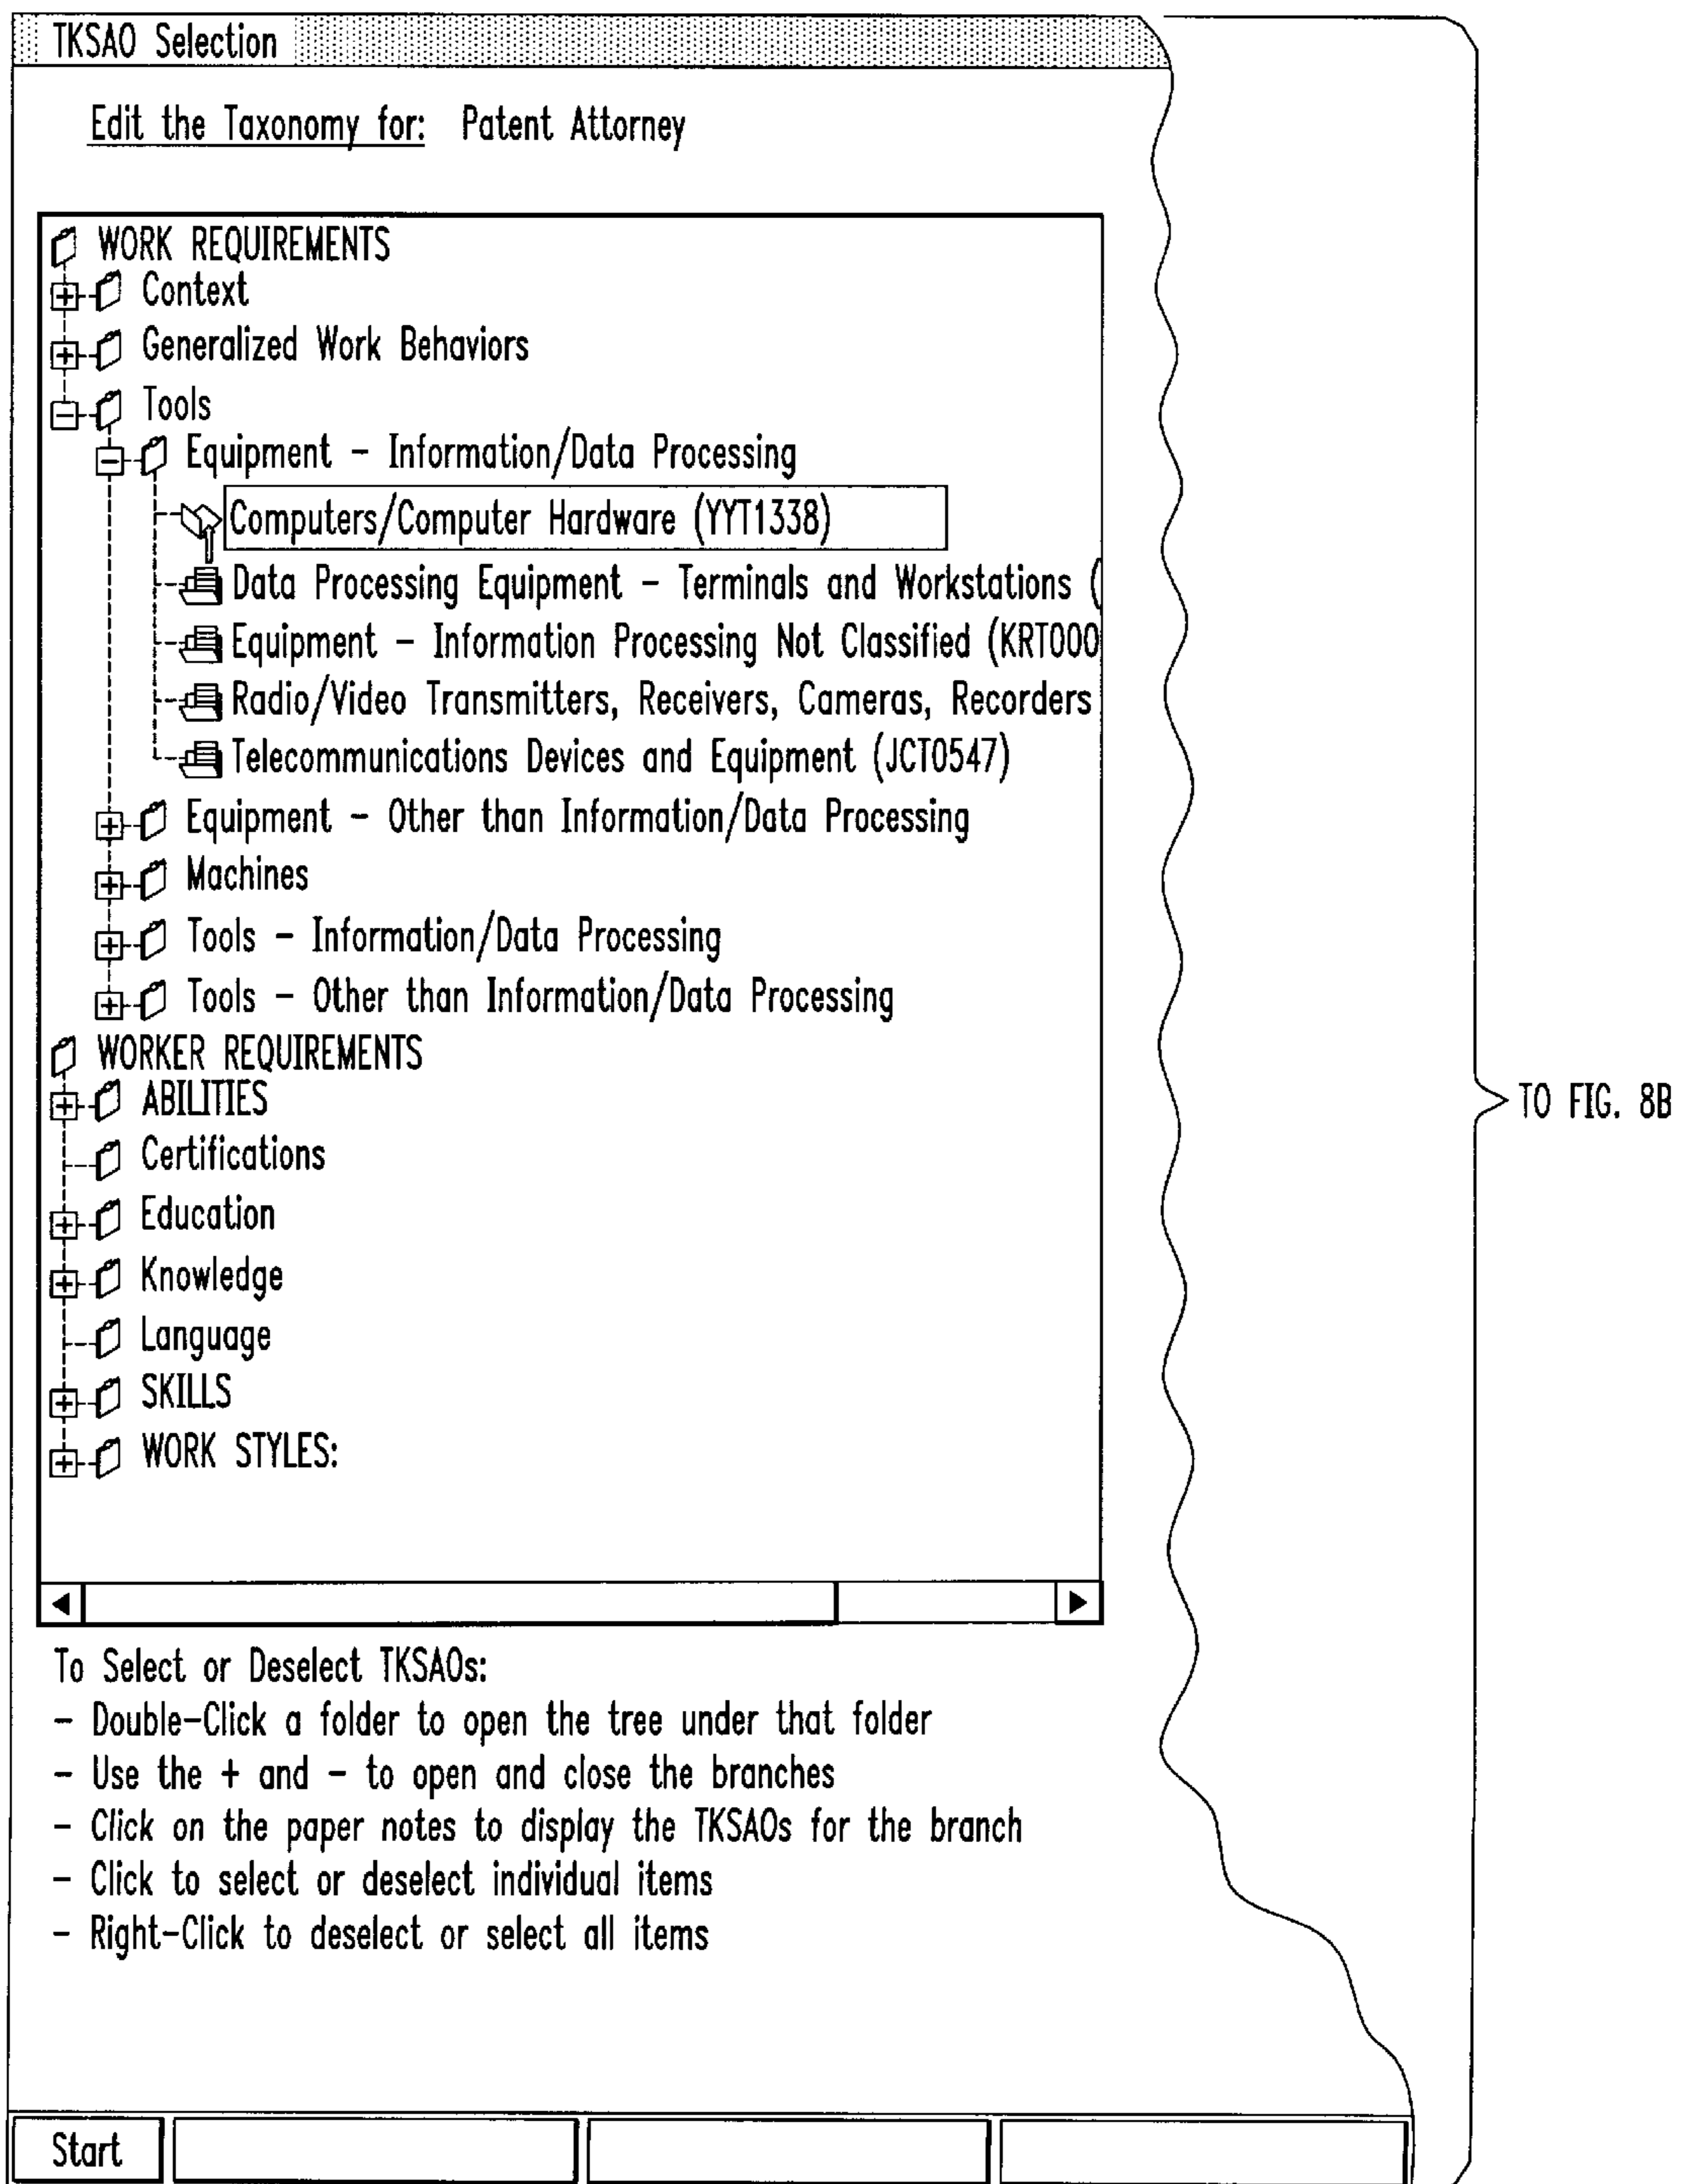 TKSAO Selection
Edit the Taxonomy for: Patent Attorney
WORK REQUIREMENTS
Context
Generalized Work Behaviors
Tools
Equipment - Information/Data Processing
Computers/Computer Hardware (YYT1338)
Data Processing Equipment - Terminals and Workstations (
Equipment - Information Processing Not Classified (KRT000
Radio/Video Transmitters, Receivers, Cameras, Recorders
Telecommunications Devices and Equipment (JCT0547)
Equipment - Other than Information/Data Processing
Machines
Tools - Information/Data Processing
Tools - Other than Information/Data Processing
WORKER REQUIREMENTS
ABILITIES
Certifications
Education
Knowledge
Language
SKILLS
WORK STYLES:
TO FIG. 8B
To Select or Deselect TKSAOs:
- Double-Click a folder to open the tree under that folder
- Use the + and - to open and close the branches
- Click on the paper notes to display the TKSAOs for the branch
- Click to select or deselect individual items
- Right-Click to deselect or select all items
Start